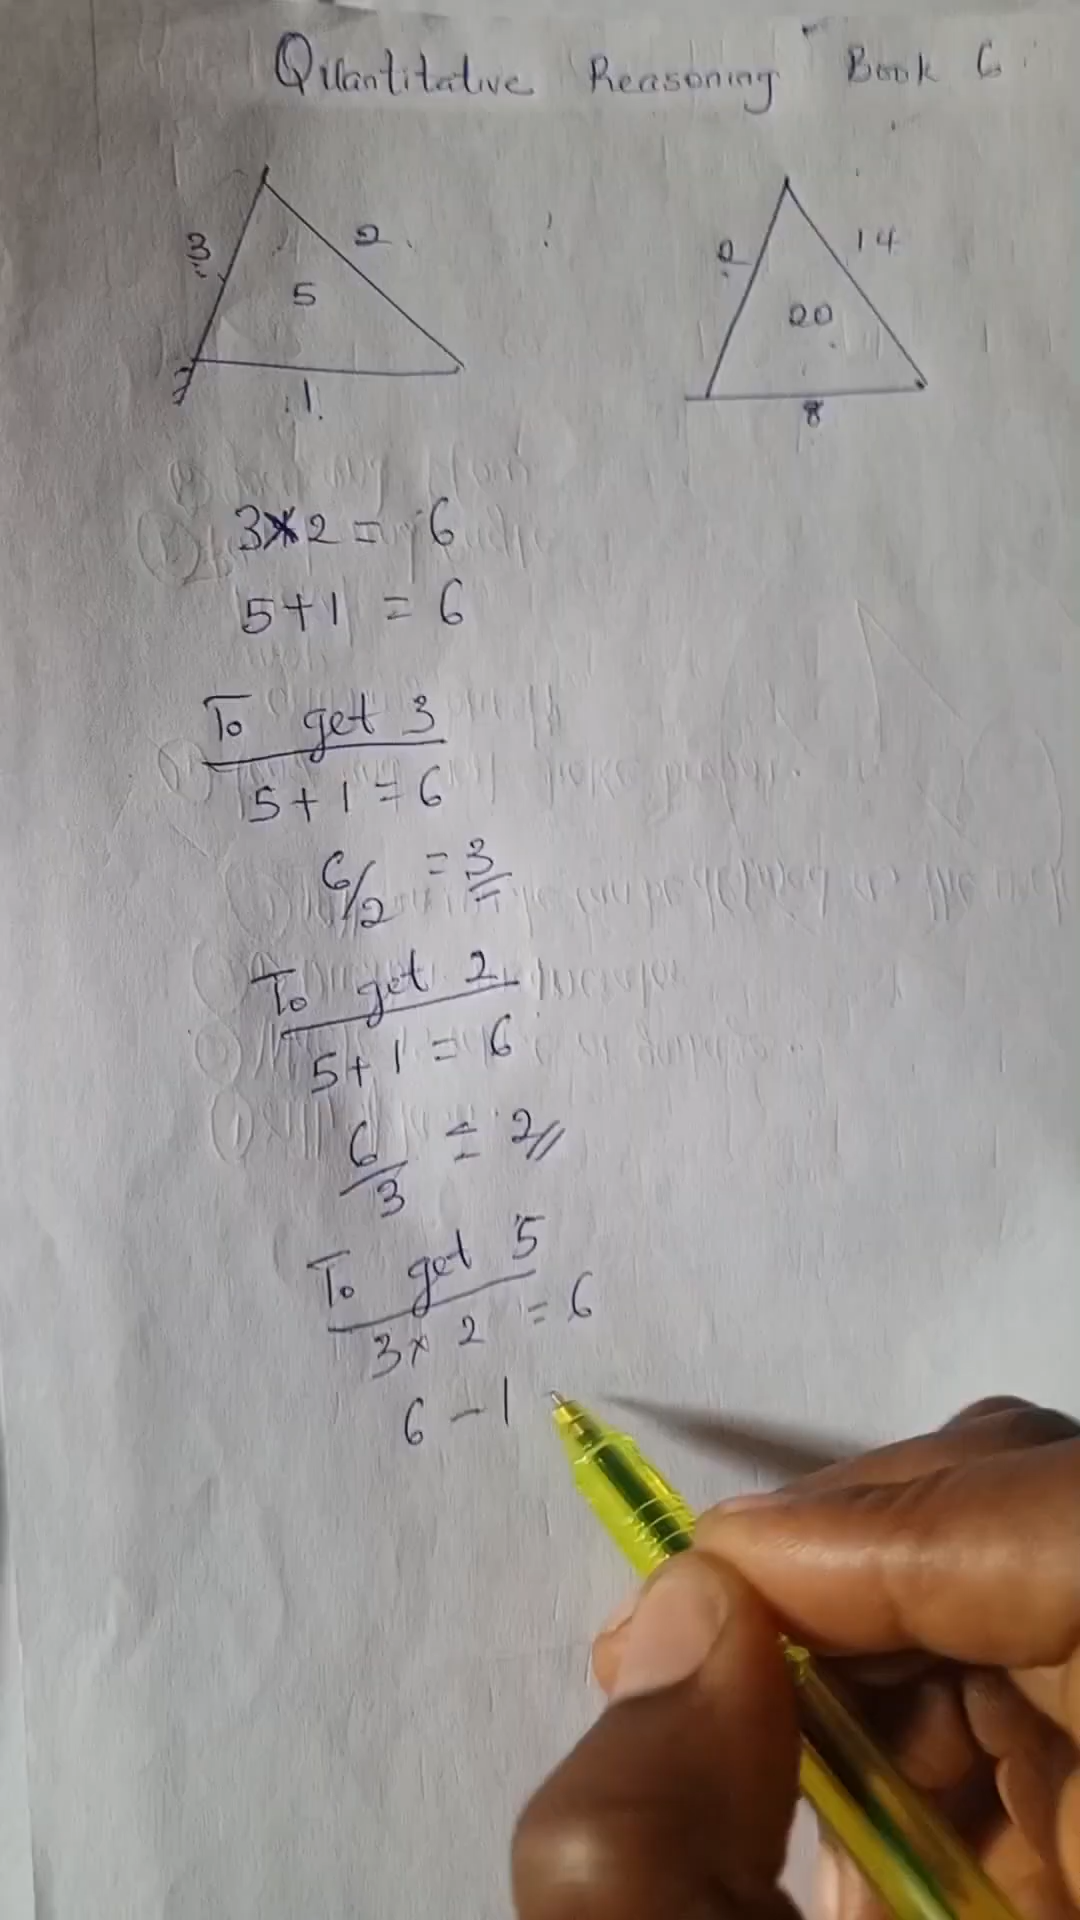 Quantitative Reasoning Book 6
3 2 5 1
2 14 20 8
3×2 = 6
5+1 = 6
To get 3
5+1=6
6/2 = 3
To get 2
5+1 = 6
6/3 = 2
To get 5
3×2 = 6
6-1